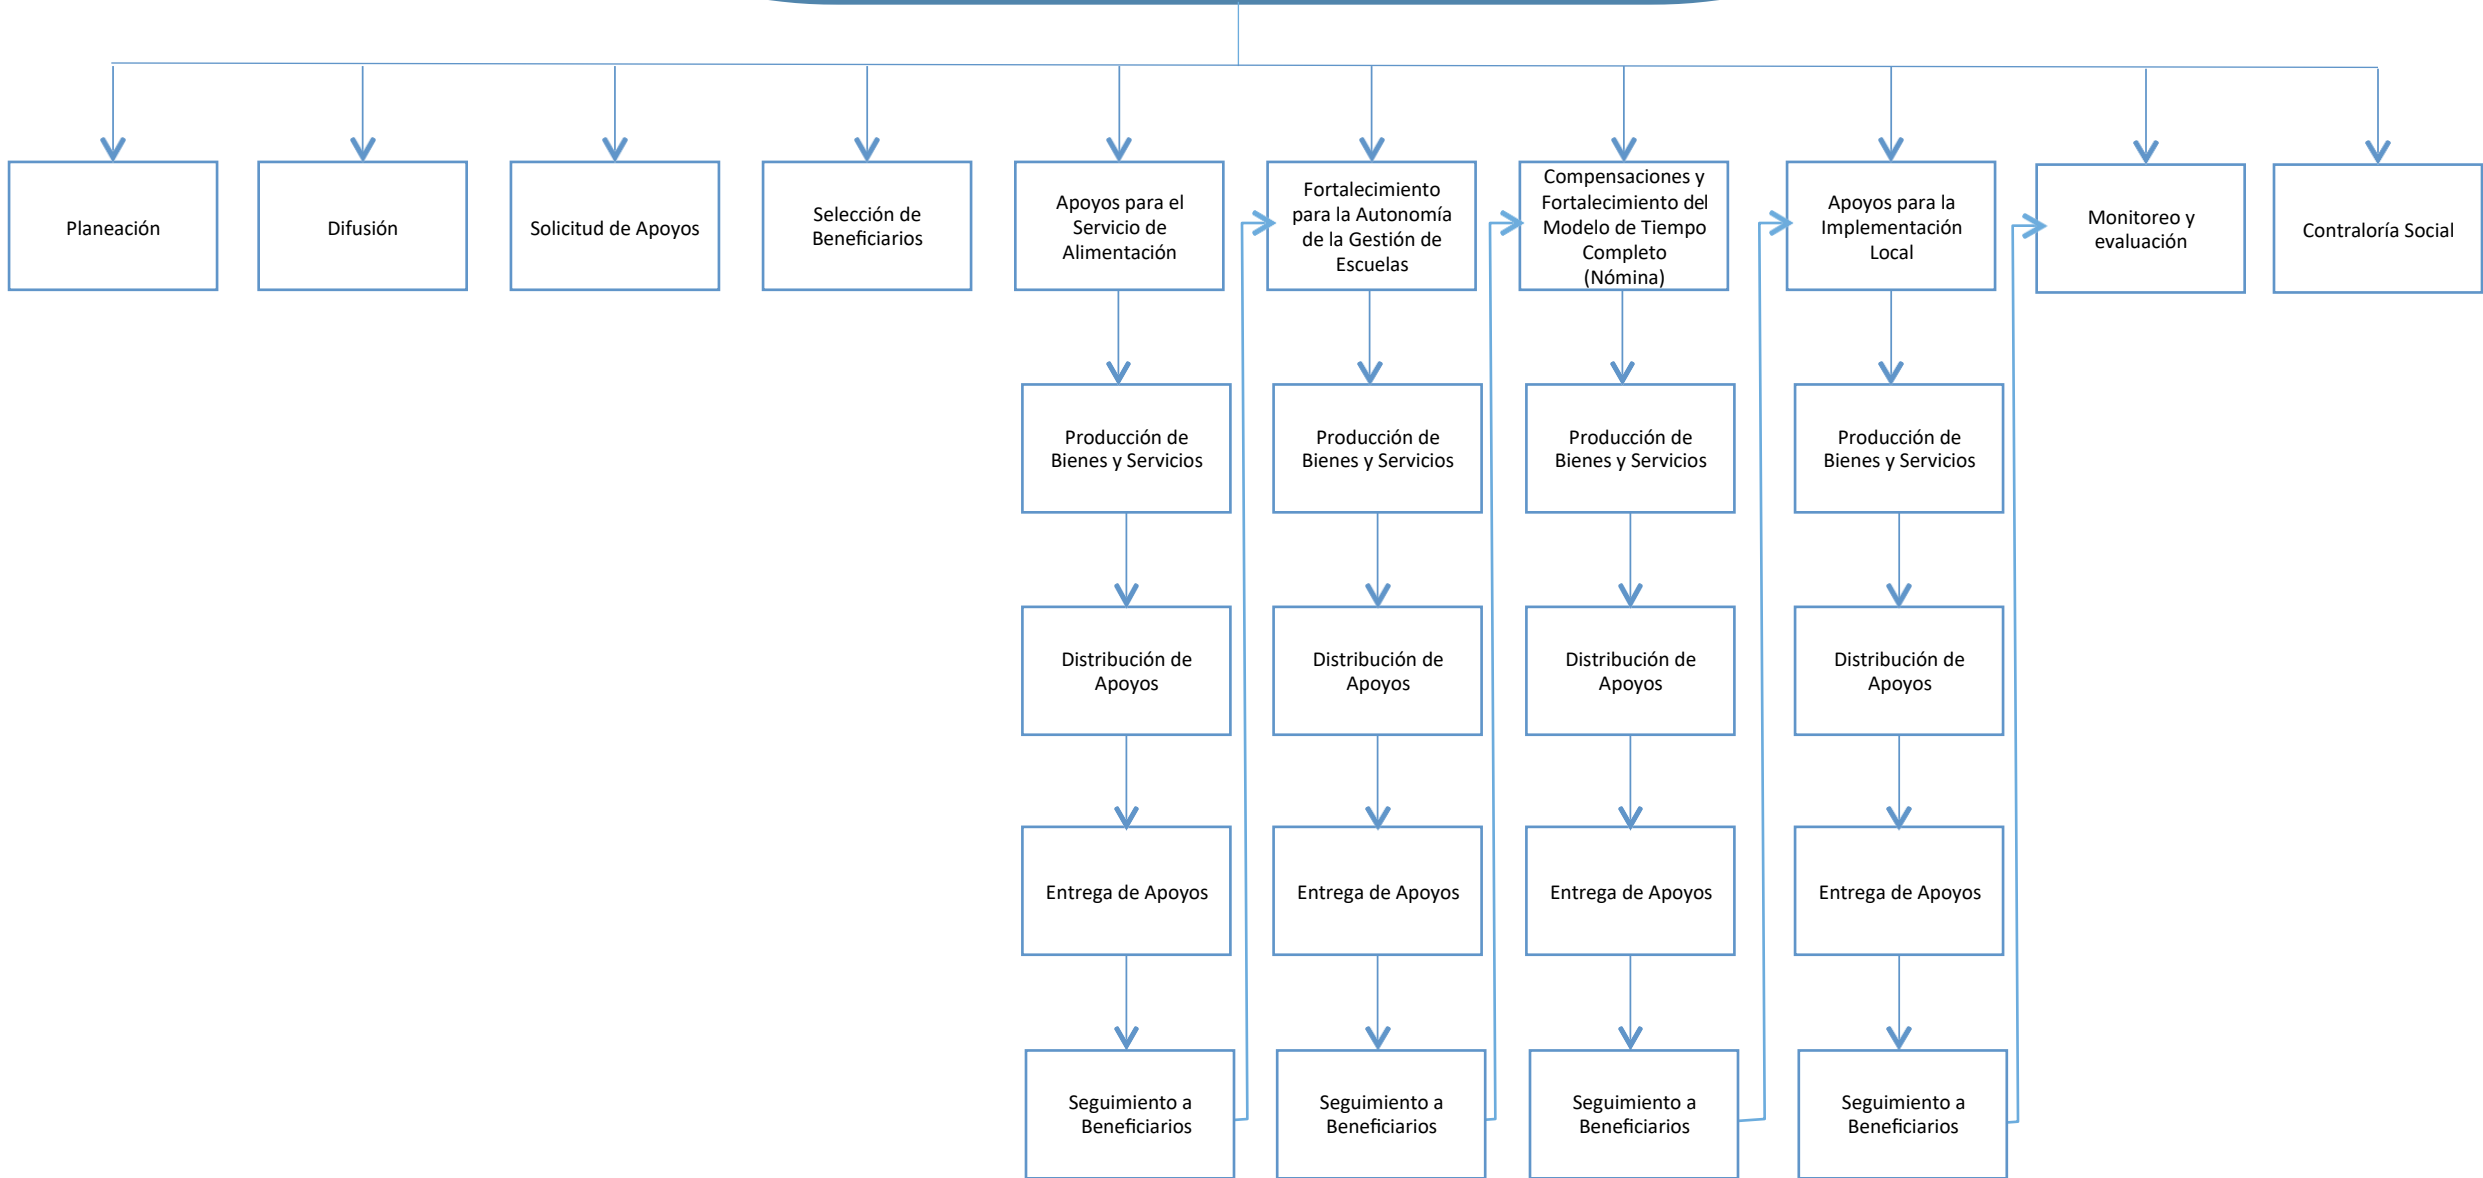 Planeación
Difusión
Solicitud de Apoyos
Selección de
Beneficiarios
Apoyos para el
Servicio de
Alimentación
Fortalecimiento
para la Autonomía
de la Gestión de
Escuelas
Compensaciones y
Fortalecimiento del
Modelo de Tiempo
Completo
(Nómina)
Apoyos para la
Implementación
Local
Monitoreo y
evaluación
Contraloría Social
Producción de
Bienes y Servicios
Producción de
Bienes y Servicios
Producción de
Bienes y Servicios
Producción de
Bienes y Servicios
Distribución de
Apoyos
Distribución de
Apoyos
Distribución de
Apoyos
Distribución de
Apoyos
Entrega de Apoyos
Entrega de Apoyos
Entrega de Apoyos
Entrega de Apoyos
Seguimiento a
Beneficiarios
Seguimiento a
Beneficiarios
Seguimiento a
Beneficiarios
Seguimiento a
Beneficiarios